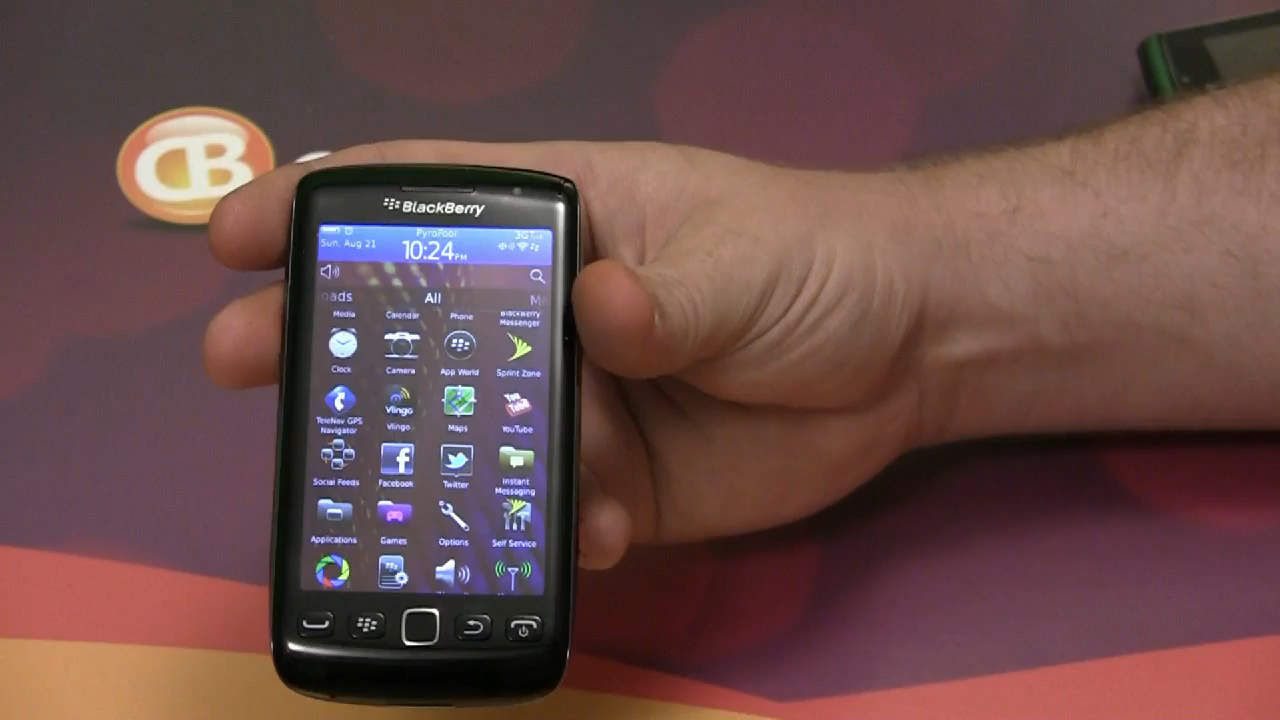 CB
BlackBerry
PyroFoor
3G
Sun, Aug 21
10:24PM
All
Media Calendar Phone BlackBerry Messenger
Clock Camera App World Sprint Zone
Vlingo
TeleNav GPS Navigator Vlingo Maps YouTube
Social Feeds Facebook Twitter Instant Messaging
Applications Games Options Self Service